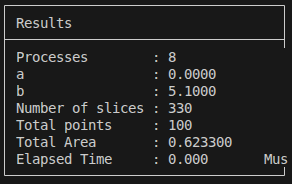 Results
Processes : 8
a : 0.0000
b : 5.1000
Number of slices : 330
Total points : 100
Total Area : 0.623300
Elapsed Time : 0.000 Mus